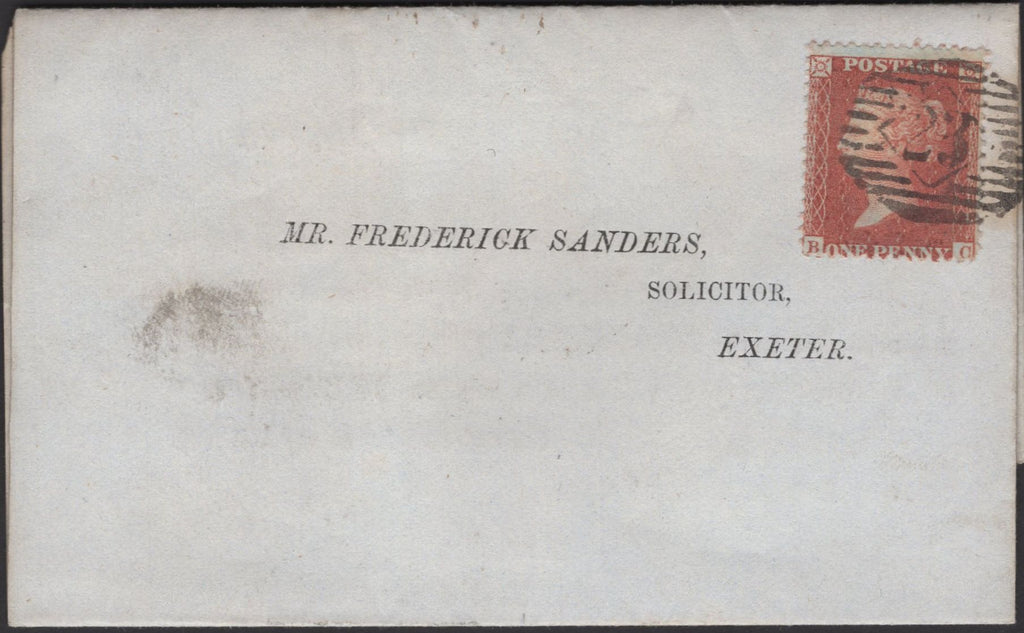 POSTAGE
B ONE PENNY C
MR. FREDERICK SANDERS,
SOLICITOR,
EXETER.